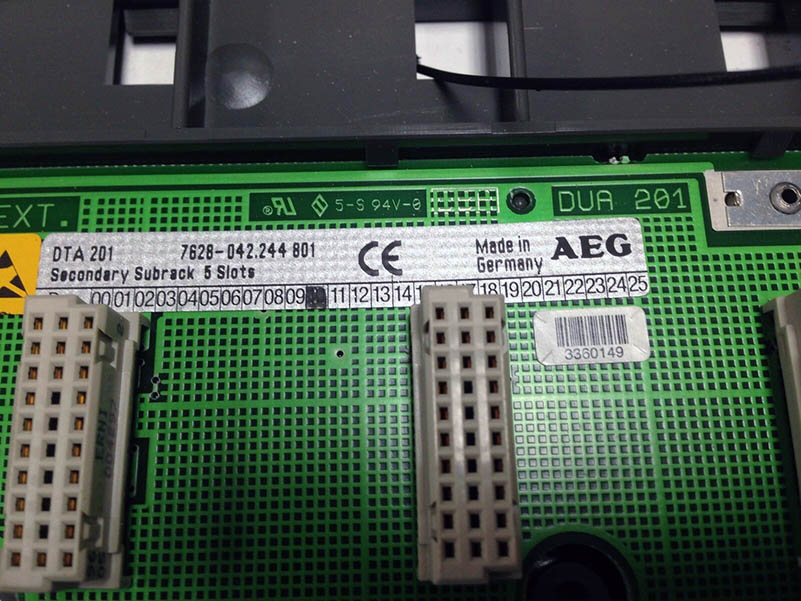 EXT.
5-S 94V-0
DUA 201
DTA 201 7628-042.244 801
Secondary Subrack 5 Slots
CE
Made in
Germany
AEG
00 01 02 03 04 05 06 07 08 09 11 12 13 14 18 19 20 21 22 23 24 25
3360149
ERNI